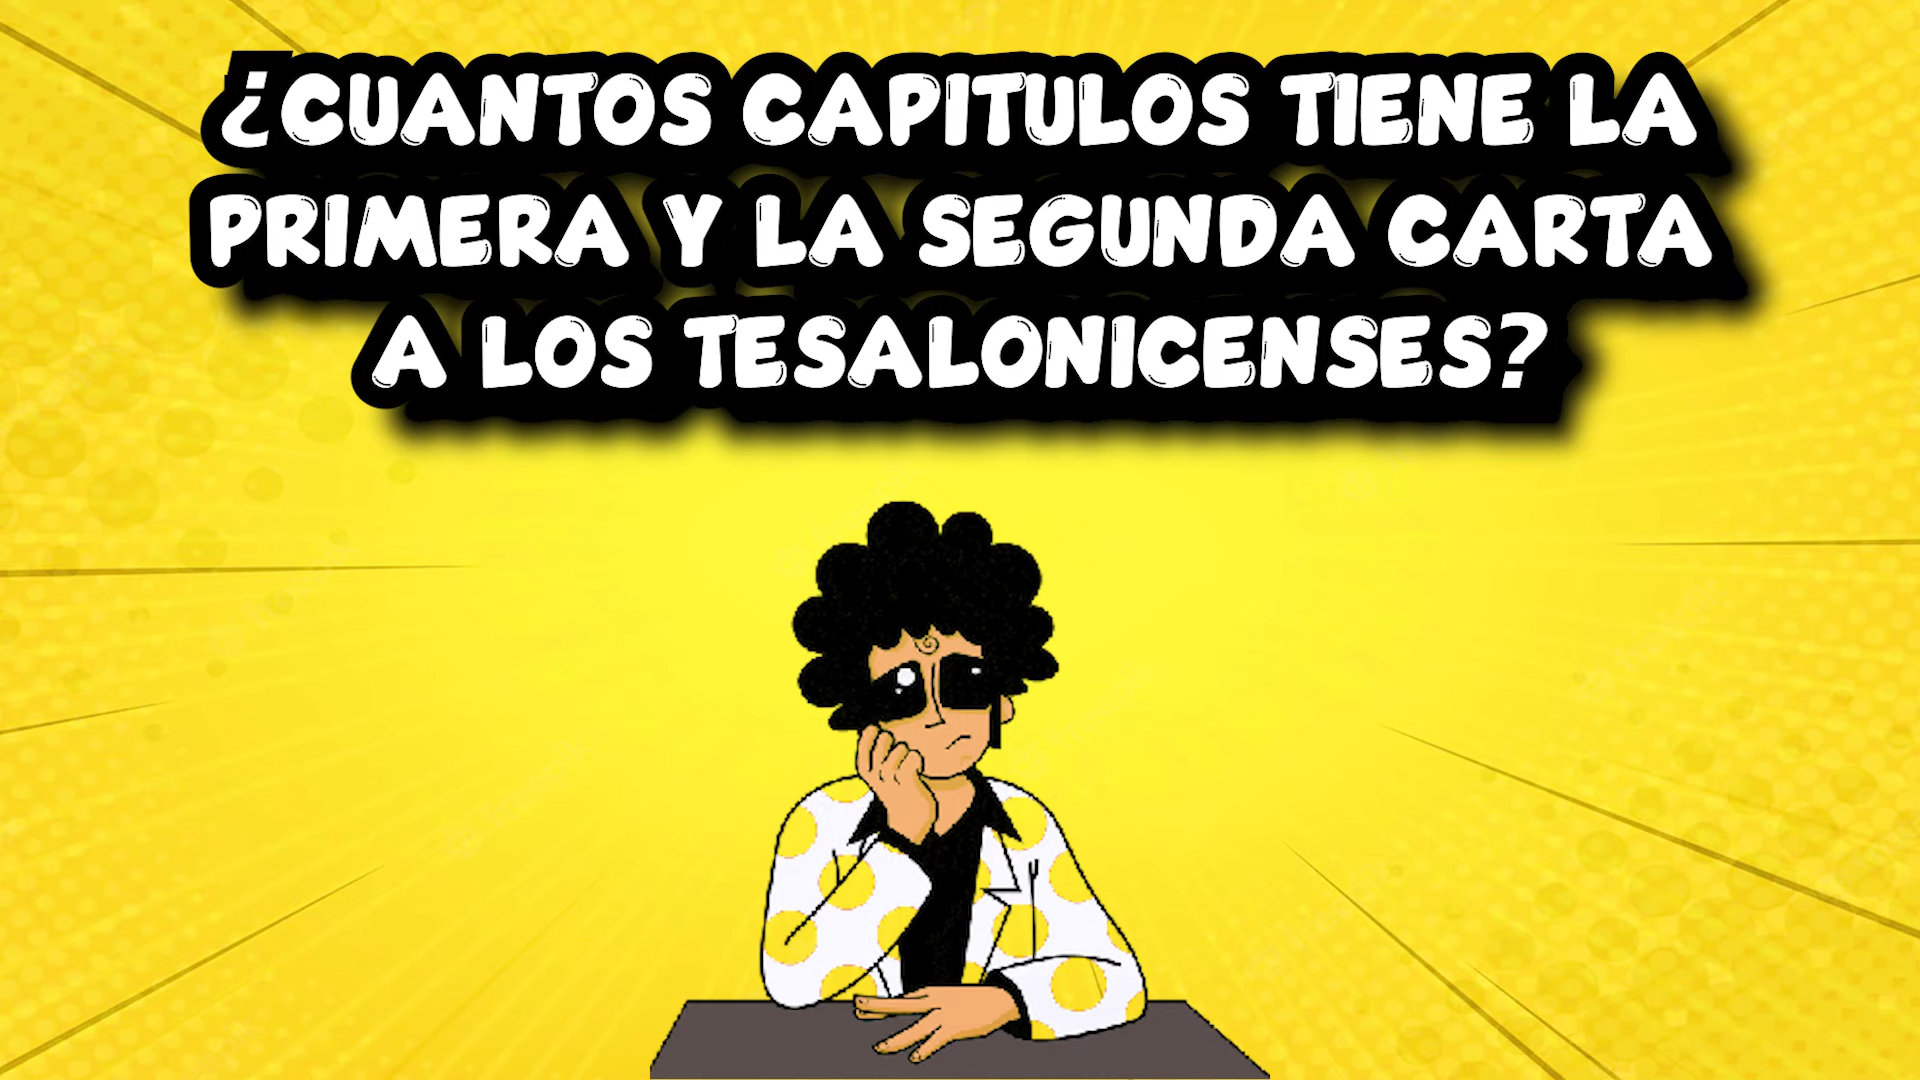 ¿CUANTOS CAPITULOS TIENE LA
PRIMERA Y LA SEGUNDA CARTA
A LOS TESALONICENSES?